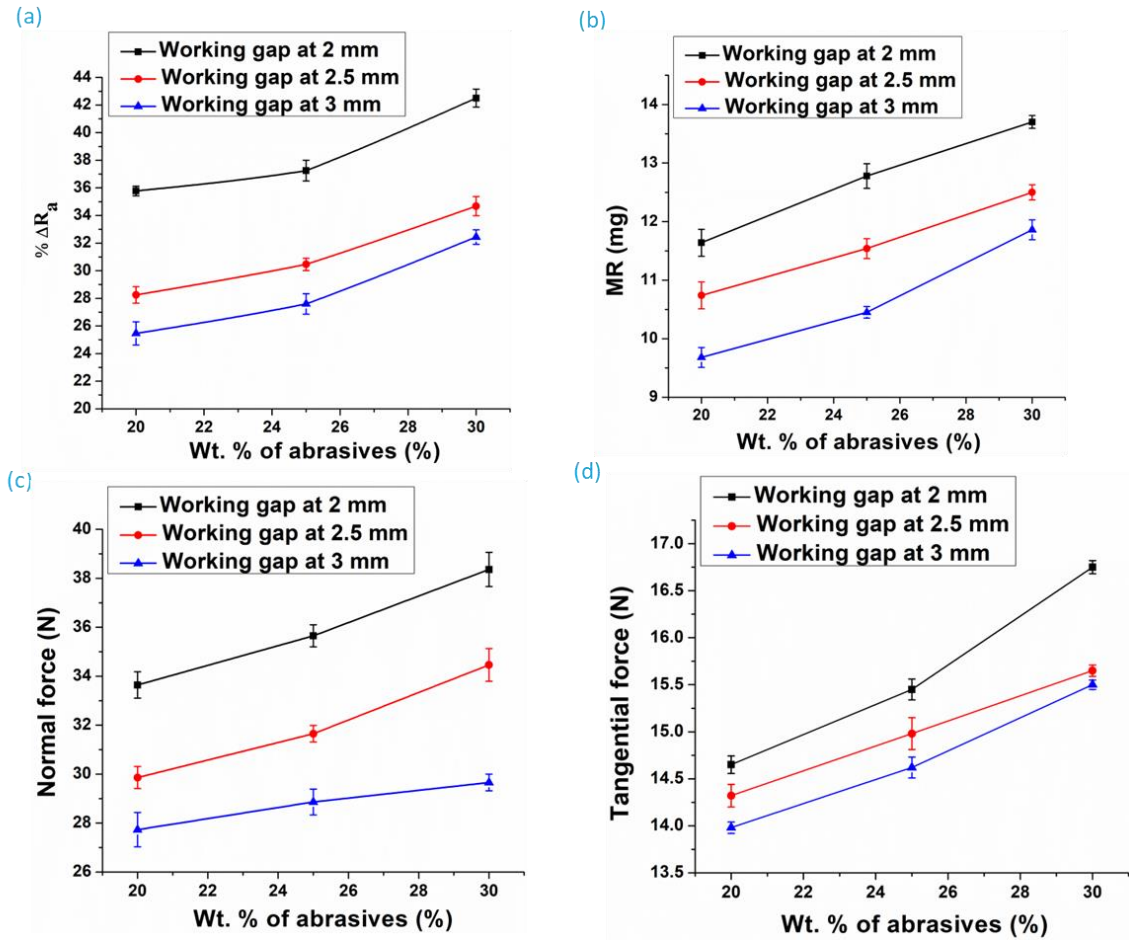 (a)
Working gap at 2 mm
Working gap at 2.5 mm
Working gap at 3 mm
44
42
40
38
36
34
32
30
28
26
24
22
20
% ΔRa
20 22 24 26 28 30
Wt. % of abrasives (%)
(b)
Working gap at 2 mm
Working gap at 2.5 mm
Working gap at 3 mm
14
13
12
11
10
9
MR (mg)
20 22 24 26 28 30
Wt. % of abrasives (%)
(c)
Working gap at 2 mm
Working gap at 2.5 mm
Working gap at 3 mm
40
38
36
34
32
30
28
26
Normal force (N)
20 22 24 26 28 30
Wt. % of abrasives (%)
(d)
Working gap at 2 mm
Working gap at 2.5 mm
Working gap at 3 mm
17.0
16.5
16.0
15.5
15.0
14.5
14.0
13.5
Tangential force (N)
20 22 24 26 28 30
Wt. % of abrasives (%)